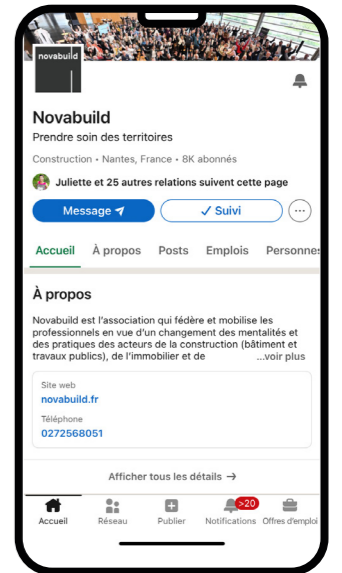 novabuild
Novabuild
Prendre soin des territoires
Construction • Nantes, France • 8K abonnés
Juliette et 25 autres relations suivent cette page
Message
✓ Suivi
...
Accueil À propos Posts Emplois Personnes
À propos
Novabuild est l'association qui fédère et mobilise les
professionnels en vue d'un changement des mentalités et
des pratiques des acteurs de la construction (bâtiment et
travaux publics), de l'immobilier et de ...voir plus
Site web
novabuild.fr
Téléphone
0272568051
Afficher tous les détails →
>20
Accueil Réseau Publier Notifications Offres d'emploi